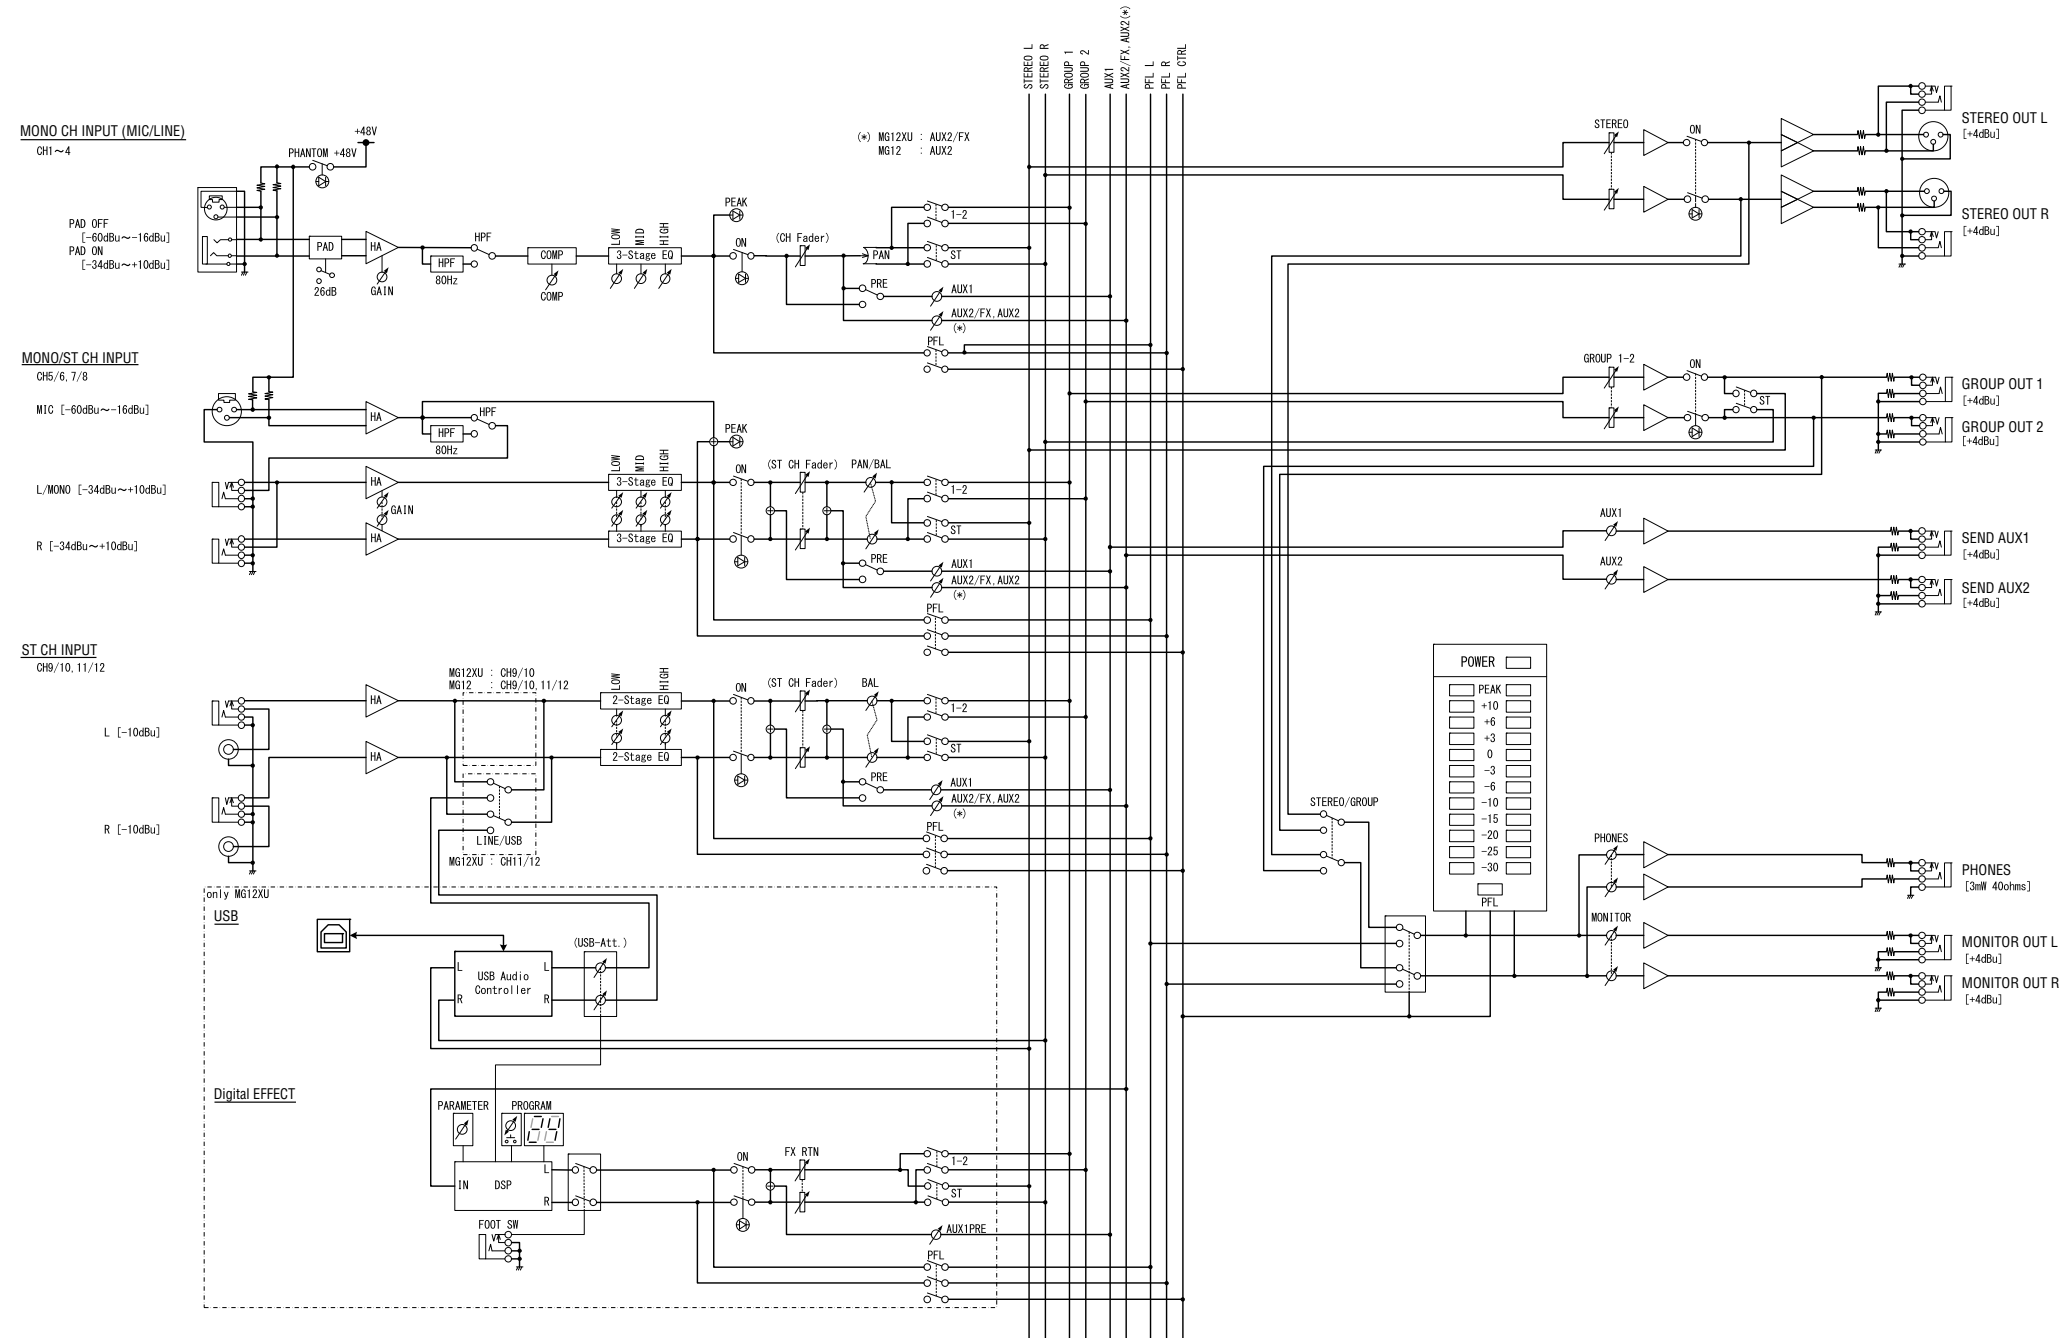 STEREO L
STEREO R
GROUP 1
GROUP 2
AUX1
AUX2/FX, AUX2(*)
PFL L
PFL R
PFL CTRL
MONO CH INPUT (MIC/LINE)
CH1~4
+48V
PHANTOM +48V
(*) MG12XU : AUX2/FX
MG12 : AUX2
PAD OFF
[-60dBu~-16dBu]
PAD ON
[-34dBu~+10dBu]
PAD
26dB
HA
GAIN
HPF
HPF
80Hz
COMP
COMP
LOW
MID
HIGH
3-Stage EQ
PEAK
ON
(CH Fader)
PAN
1-2
ST
PRE
AUX1
AUX2/FX, AUX2
(*)
PFL
MONO/ST CH INPUT
CH5/6, 7/8
MIC [-60dBu~-16dBu]
HA
HPF
HPF
80Hz
L/MONO [-34dBu~+10dBu]
R [-34dBu~+10dBu]
HA
GAIN
HA
LOW
MID
HIGH
3-Stage EQ
3-Stage EQ
PEAK
ON
(ST CH Fader)
PAN/BAL
1-2
ST
PRE
AUX1
AUX2/FX, AUX2
(*)
PFL
ST CH INPUT
CH9/10, 11/12
L [-10dBu]
R [-10dBu]
HA
HA
MG12XU : CH9/10
MG12 : CH9/10, 11/12
LINE/USB
MG12XU : CH11/12
LOW
HIGH
2-Stage EQ
2-Stage EQ
ON
(ST CH Fader)
BAL
1-2
ST
PRE
AUX1
AUX2/FX, AUX2
(*)
PFL
only MG12XU
USB
USB Audio
Controller
L
R
L
R
(USB-Att.)
Digital EFFECT
PARAMETER
PROGRAM
24
IN
DSP
L
R
FOOT SW
ON
FX RTN
1-2
ST
AUX1PRE
PFL
STEREO
ON
STEREO OUT L
[+4dBu]
STEREO OUT R
[+4dBu]
GROUP 1-2
ON
ST
GROUP OUT 1
[+4dBu]
GROUP OUT 2
[+4dBu]
AUX1
AUX2
SEND AUX1
[+4dBu]
SEND AUX2
[+4dBu]
POWER
PEAK
+10
+6
+3
0
-3
-6
-10
-15
-20
-25
-30
PFL
STEREO/GROUP
PHONES
PHONES
[3mW 40ohms]
MONITOR
MONITOR OUT L
[+4dBu]
MONITOR OUT R
[+4dBu]